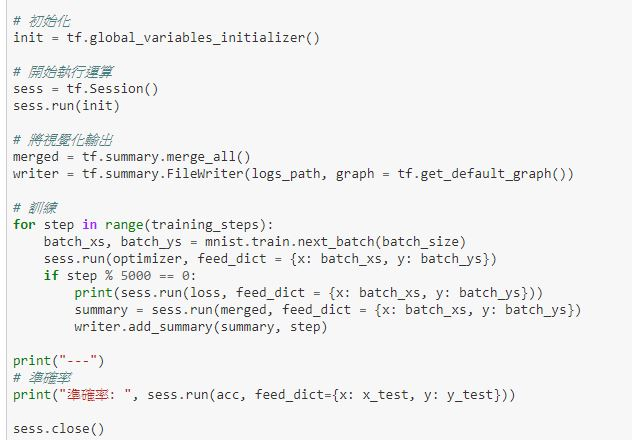 # 初始化
init = tf.global_variables_initializer()
# 開始執行運算
sess = tf.Session()
sess.run(init)
# 將視覺化輸出
merged = tf.summary.merge_all()
writer = tf.summary.FileWriter(logs_path, graph = tf.get_default_graph())
# 訓練
for step in range(training_steps):
    batch_xs, batch_ys = mnist.train.next_batch(batch_size)
    sess.run(optimizer, feed_dict = {x: batch_xs, y: batch_ys})
    if step % 5000 == 0:
        print(sess.run(loss, feed_dict = {x: batch_xs, y: batch_ys}))
        summary = sess.run(merged, feed_dict = {x: batch_xs, y: batch_ys})
        writer.add_summary(summary, step)
print("---")
# 準確率
print("準確率: ", sess.run(acc, feed_dict={x: x_test, y: y_test}))
sess.close()